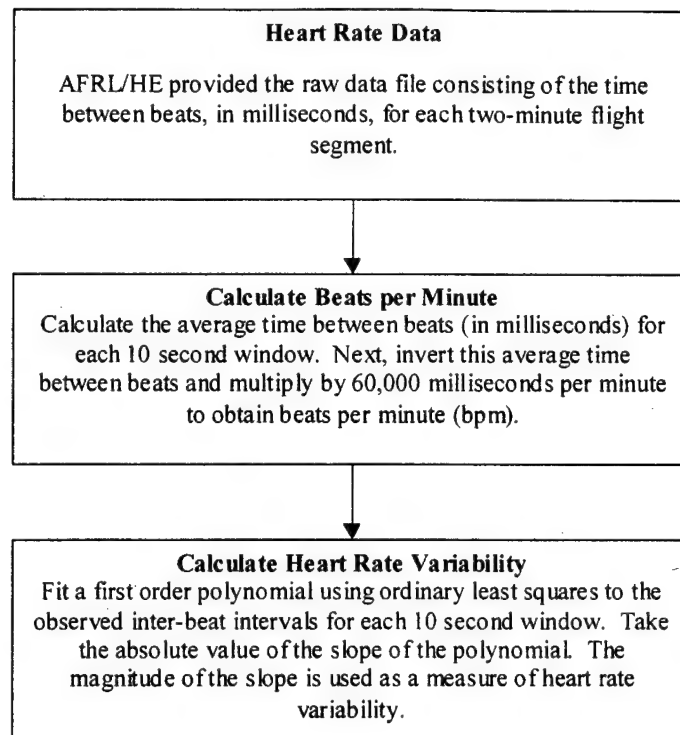 Heart Rate Data
AFRL/HE provided the raw data file consisting of the time
between beats, in milliseconds, for each two-minute flight
segment.
Calculate Beats per Minute
Calculate the average time between beats (in milliseconds) for
each 10 second window. Next, invert this average time
between beats and multiply by 60,000 milliseconds per minute
to obtain beats per minute (bpm).
Calculate Heart Rate Variability
Fit a first order polynomial using ordinary least squares to the
observed inter-beat intervals for each 10 second window. Take
the absolute value of the slope of the polynomial. The
magnitude of the slope is used as a measure of heart rate
variability.